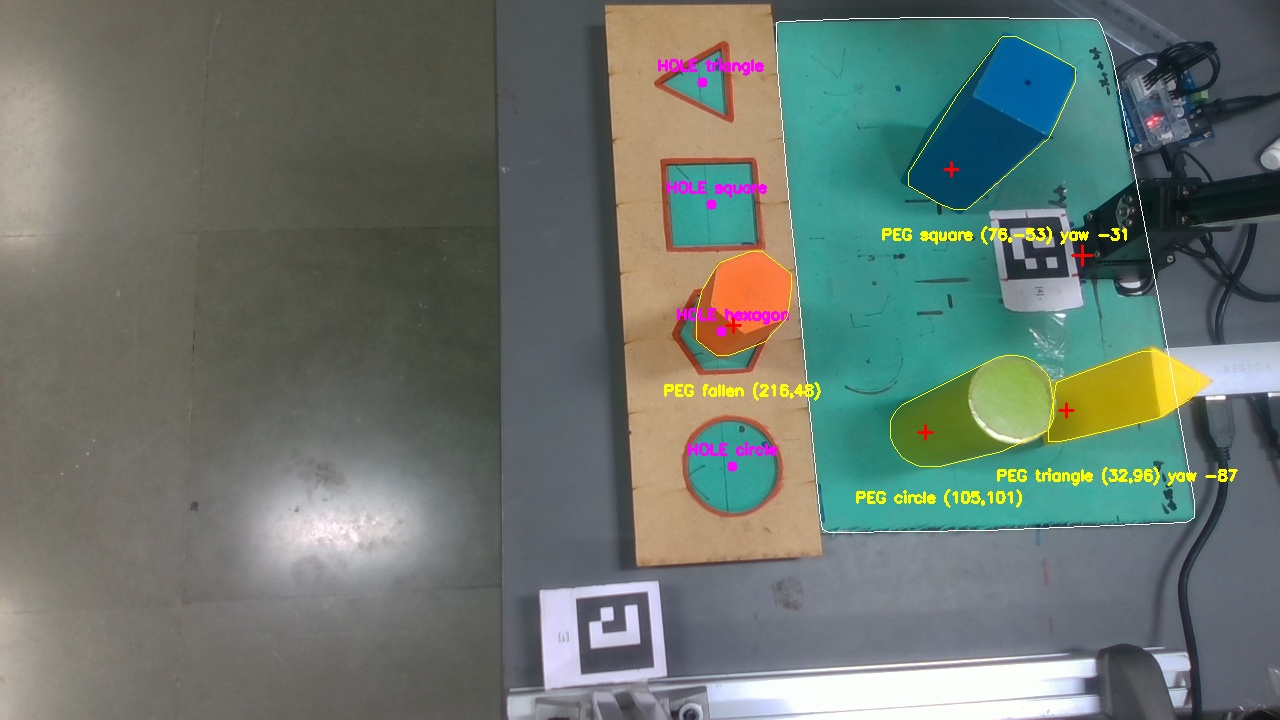 HOLE triangle
HOLE square
PEG square (76,-53) yaw -31
HOLE hexagon
PEG fallen (216,48)
HOLE circle
PEG triangle (32,96) yaw -87
PEG circle (105,101)